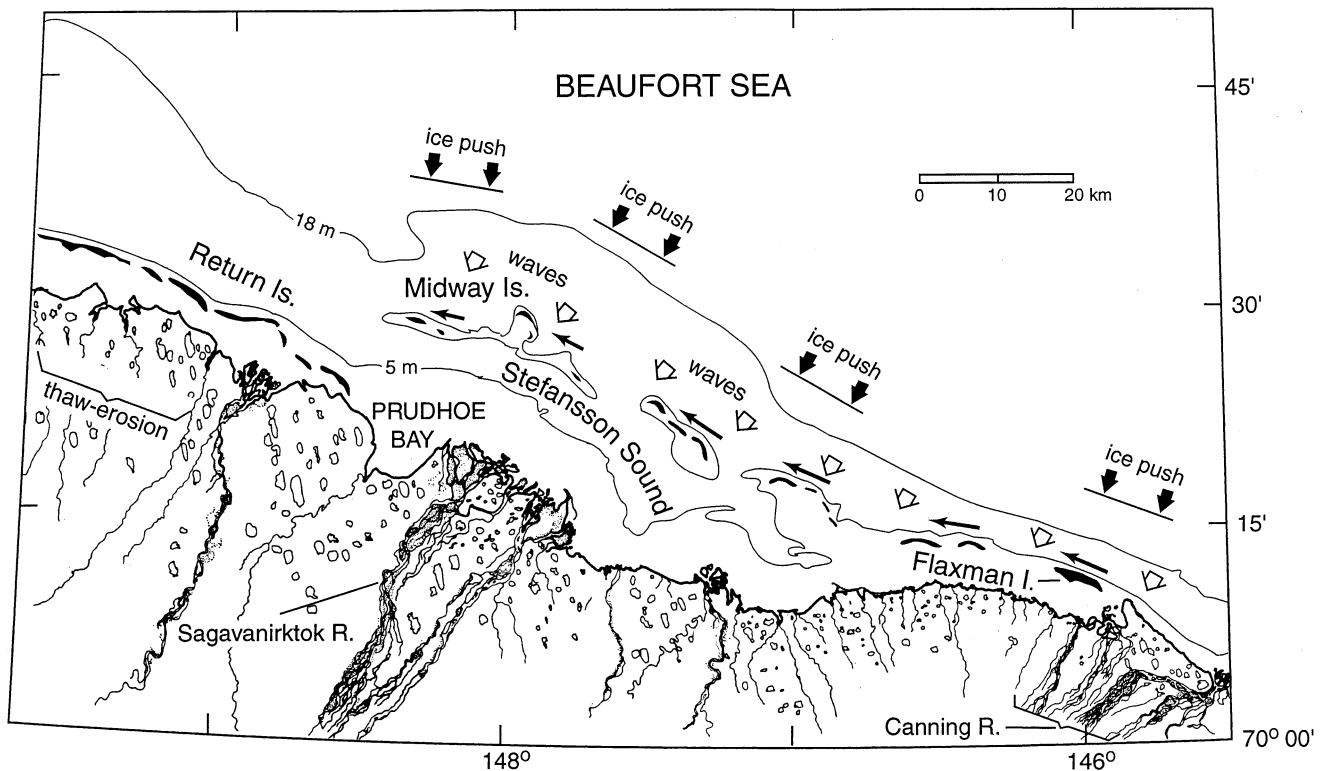 BEAUFORT SEA
45'
ice push
ice push
0 10 20 km
18 m
Return Is.
waves
Midway Is.
30'
ice push
5 m
waves
thaw-erosion
Stefansson Sound
PRUDHOE
BAY
ice push
15'
Flaxman I.
Sagavanirktok R.
Canning R.
70° 00'
148°
146°